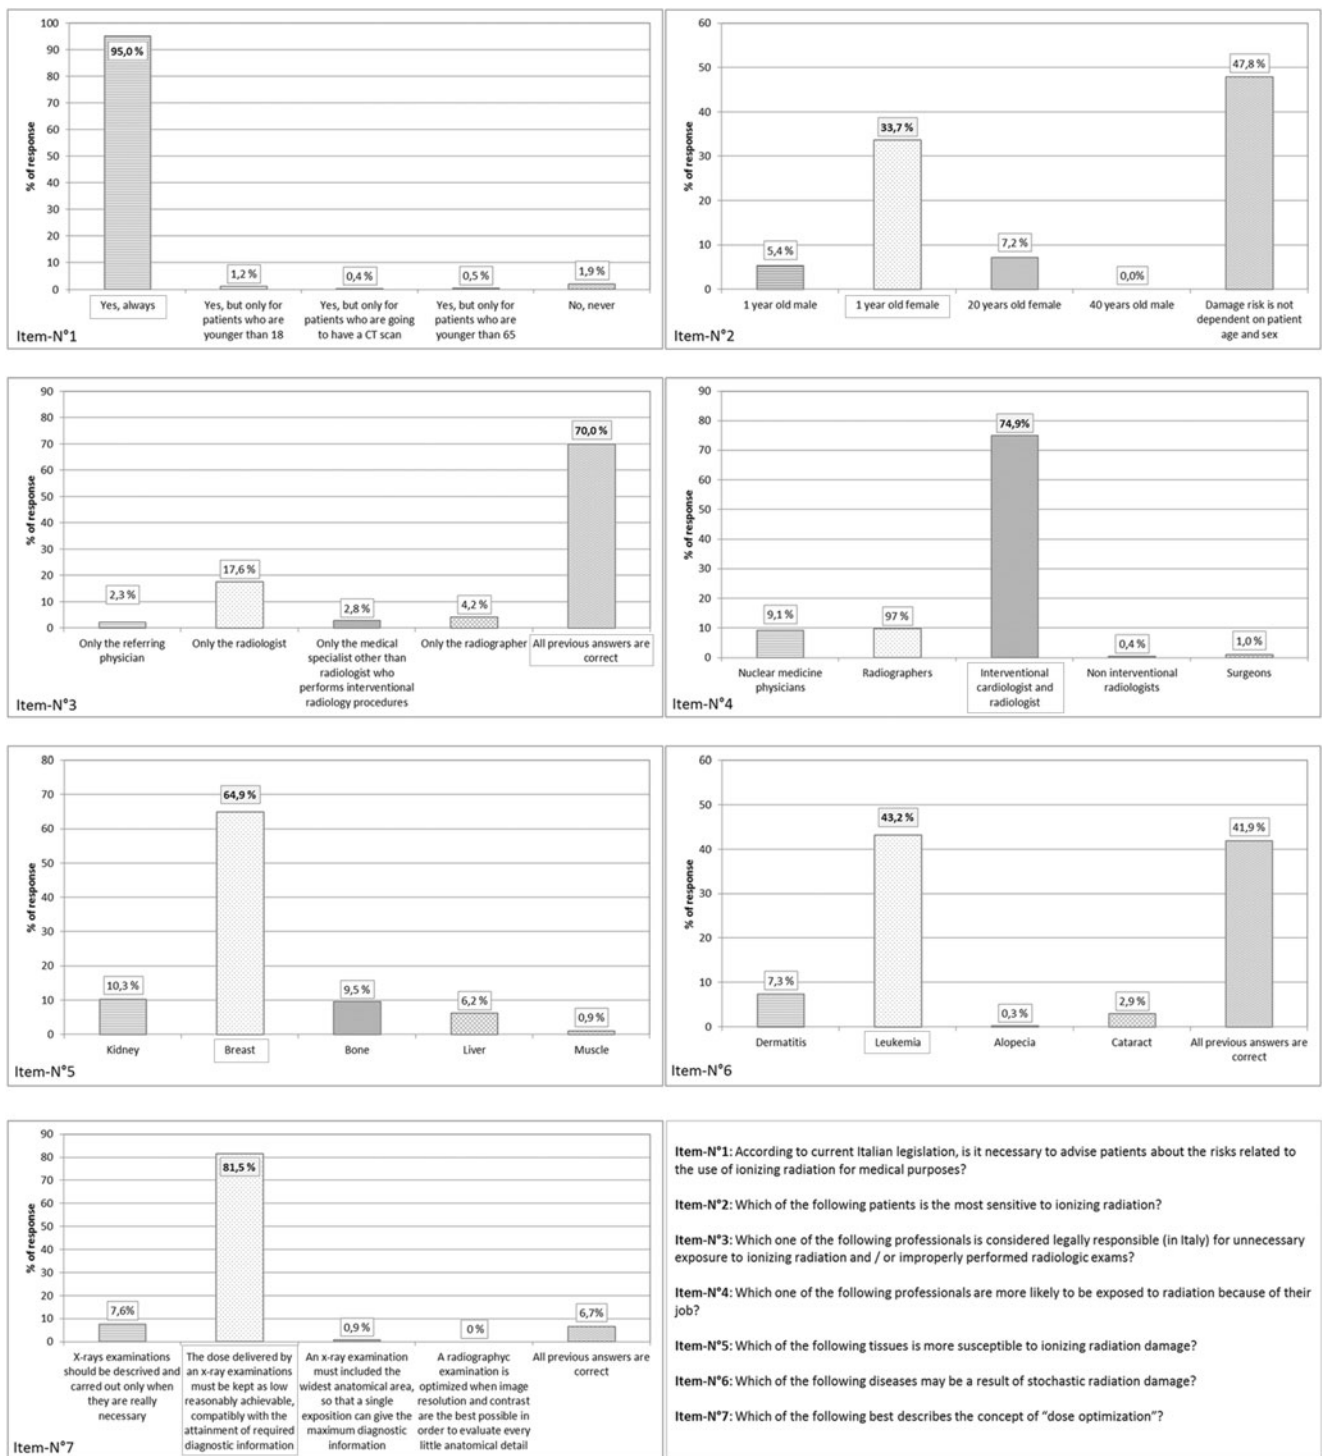 100
90
80
70
60
50
40
30
20
10
0
% of response
95,0 %
1,2 %
0,4 %
0,5 %
1,9 %
Yes, always
Yes, but only for
patients who are
younger than 18
Yes, but only for
patients who are going
to have a CT scan
Yes, but only for
patients who are
younger than 65
No, never
Item-N°1
60
50
40
30
20
10
0
% of response
5,4 %
33,7 %
7,2 %
0,0%
47,8 %
1 year old male
1 year old female
20 years old female
40 years old male
Damage risk is not
dependent on patient
age and sex
Item-N°2
90
80
70
60
50
40
30
20
10
0
% of response
2,3 %
17,6 %
2,8 %
4,2 %
70,0 %
Only the referring
physician
Only the radiologist
Only the medical
specialist other than
radiologist who
performs interventional
radiology procedures
Only the radiographer
All previous answers are
correct
Item-N°3
90
80
70
60
50
40
30
20
10
0
% of response
9,1 %
97 %
74,9%
0,4 %
1,0 %
Nuclear medicine
physicians
Radiographers
Interventional
cardiologist and
radiologist
Non interventional
radiologists
Surgeons
Item-N°4
80
70
60
50
40
30
20
10
0
% of response
10,3 %
64,9 %
9,5 %
6,2 %
0,9 %
Kidney
Breast
Bone
Liver
Muscle
Item-N°5
60
50
40
30
20
10
0
% of response
7,3 %
43,2 %
0,3 %
2,9 %
41,9 %
Dermatitis
Leukemia
Alopecia
Cataract
All previous answers are
correct
Item-N°6
90
80
70
60
50
40
30
20
10
0
% of response
7,6%
81,5 %
0,9 %
0 %
6,7%
X-rays examinations
should be descrived and
carred out only when
they are really
necessary
The dose delivered by
an x-ray examinations
must be kept as low
reasonably achievable,
compatibly with the
attainment of required
diagnostic information
An x-ray examination
must included the
widest anatomical area,
so that a single
exposition can give the
maximum diagnostic
information
A radiographyc
examination is
optimized when image
resolution and contrast
are the best possible in
order to evaluate every
little anatomical detail
All previous answers are
correct
Item-N°7
Item-N°1: According to current Italian legislation, is it necessary to advise patients about the risks related to
the use of ionizing radiation for medical purposes?
Item-N°2: Which of the following patients is the most sensitive to ionizing radiation?
Item-N°3: Which one of the following professionals is considered legally responsible (in Italy) for unnecessary
exposure to ionizing radiation and / or improperly performed radiologic exams?
Item-N°4: Which one of the following professionals are more likely to be exposed to radiation because of their
job?
Item-N°5: Which of the following tissues is more susceptible to ionizing radiation damage?
Item-N°6: Which of the following diseases may be a result of stochastic radiation damage?
Item-N°7: Which of the following best describes the concept of “dose optimization”?